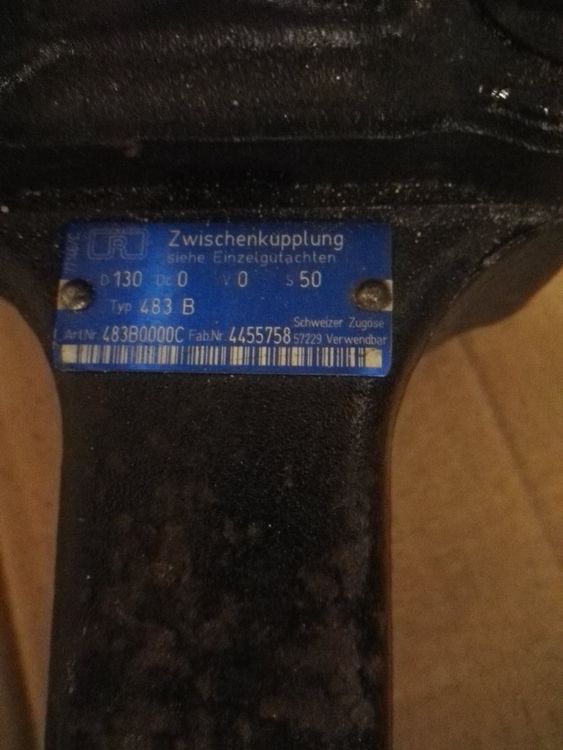 R Zwischenkupplung
siehe Einzelgutachten
D 130 Dc 0 V 0 S 50
Typ 483 B
Schweizer Zugöse
Art.Nr. 483B0000C Fab.Nr. 4455758 57229 Verwendbar